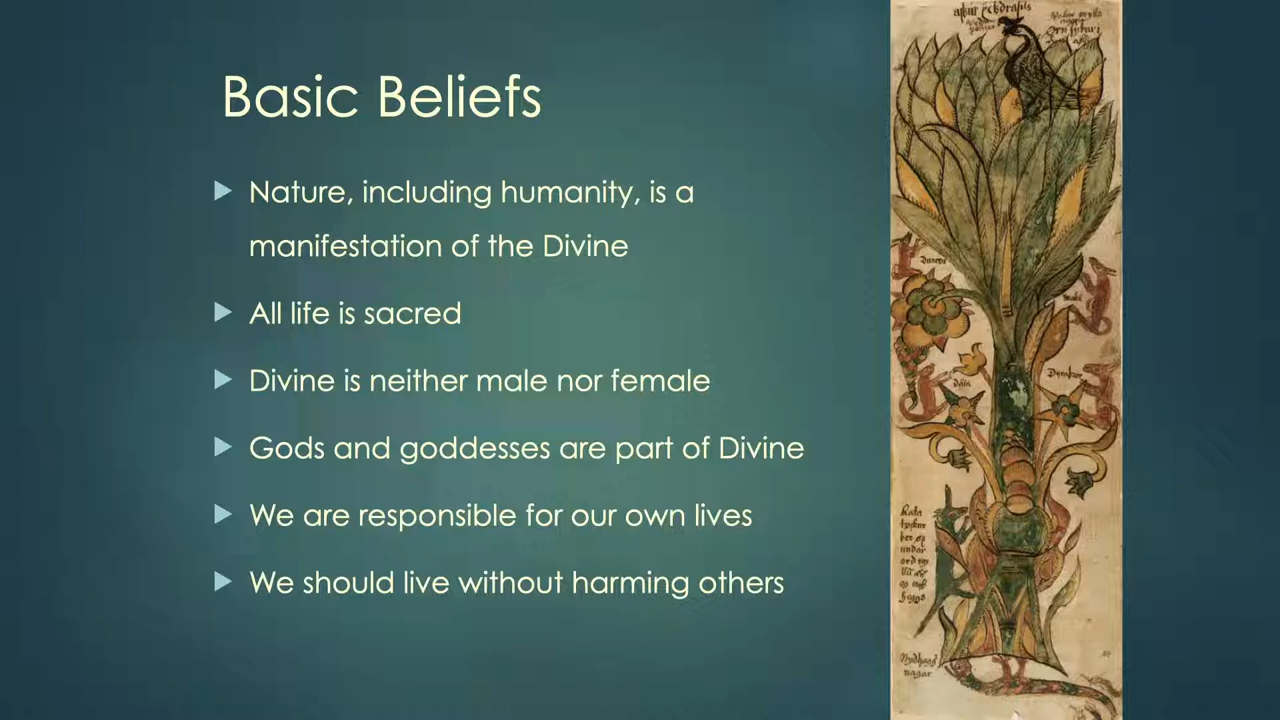 Basic Beliefs
Nature, including humanity, is a
manifestation of the Divine
All life is sacred
Divine is neither male nor female
Gods and goddesses are part of Divine
We are responsible for our own lives
We should live without harming others